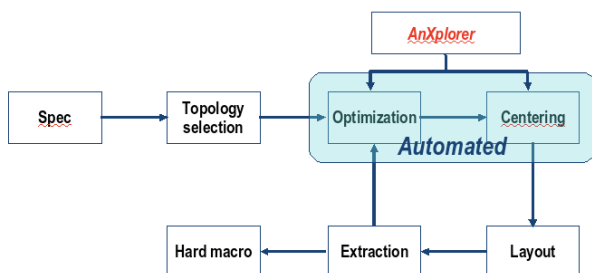 AnXplorer
Spec
Topology
selection
Optimization
Centering
Automated
Hard macro
Extraction
Layout